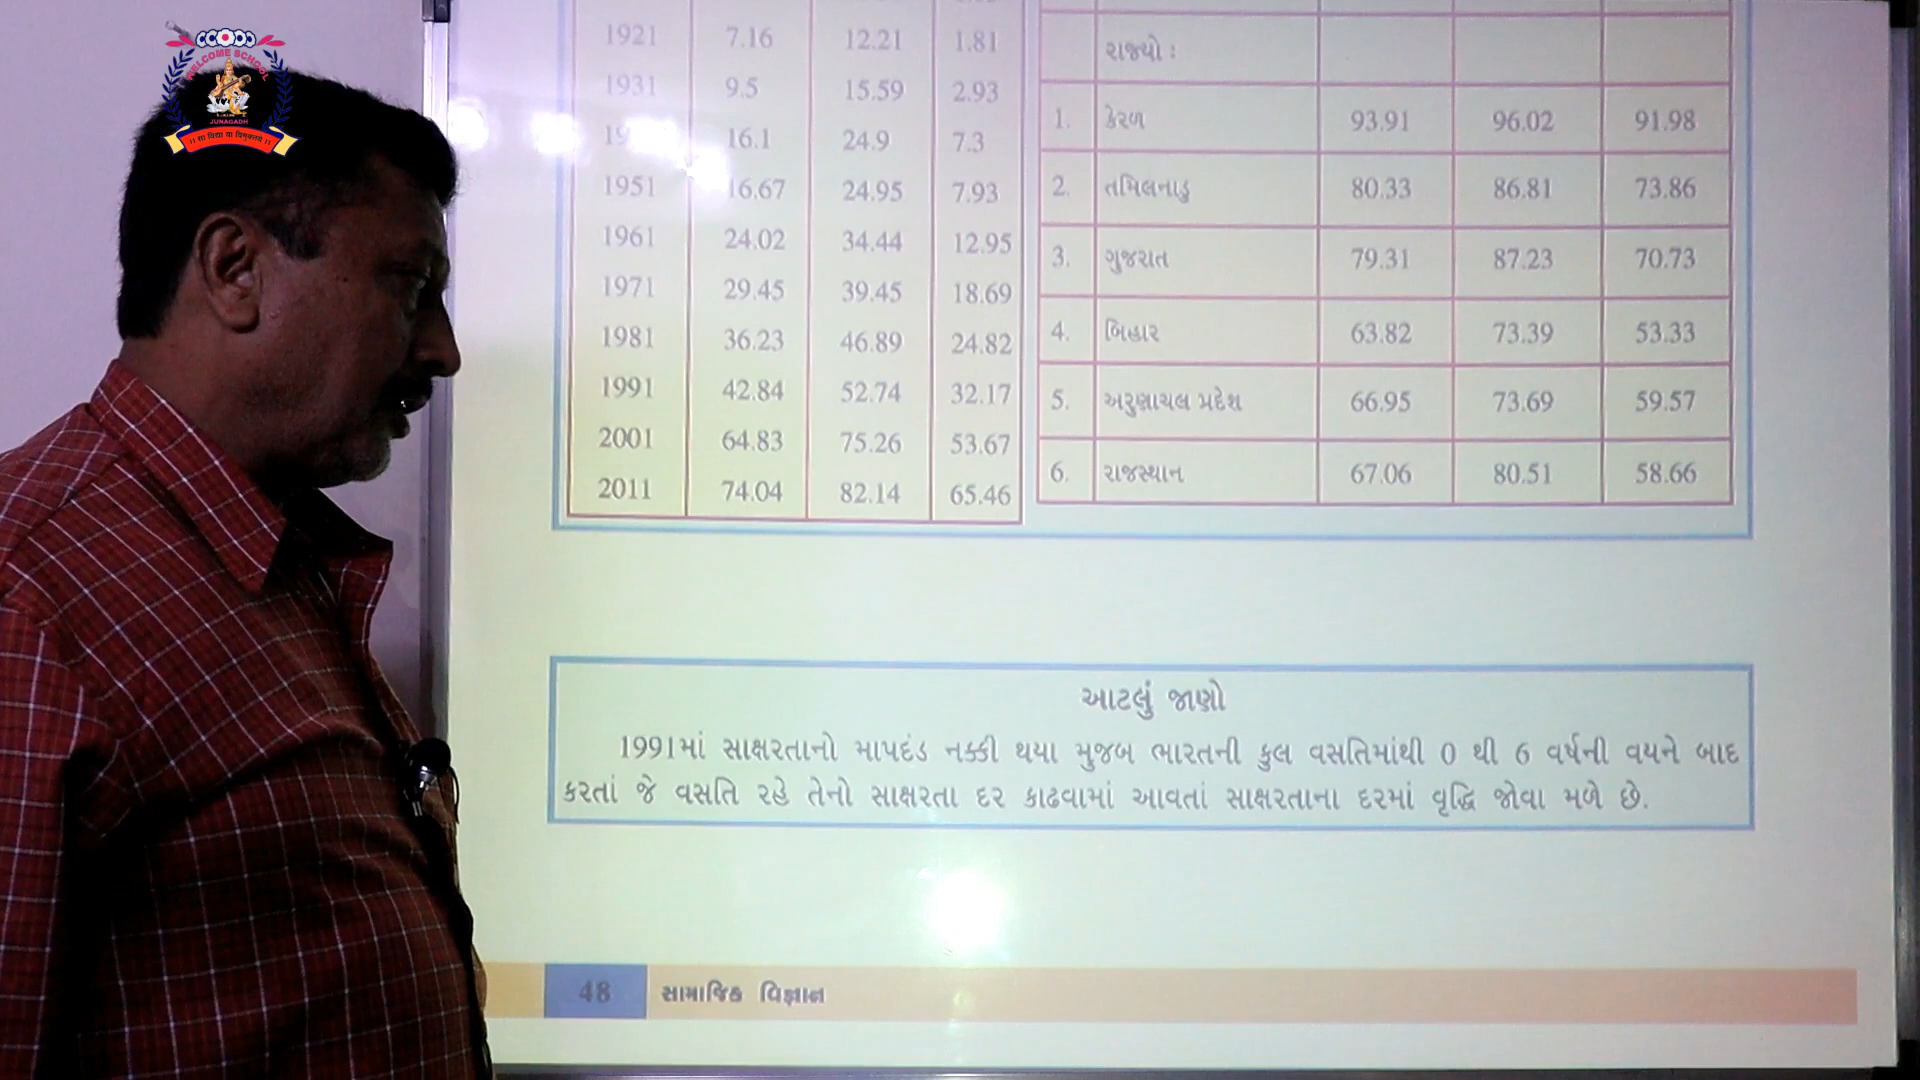 WELCOME SCHOOL
JUNAGADH
।। सा विद्या या विमुक्तये ।।
1921 7.16 12.21 1.81
1931 9.5 15.59 2.93
16.1 24.9 7.3
1951 16.67 24.95 7.93
1961 24.02 34.44 12.95
1971 29.45 39.45 18.69
1981 36.23 46.89 24.82
1991 42.84 52.74 32.17
2001 64.83 75.26 53.67
2011 74.04 82.14 65.46
રાજ્યો :
1. કેરળ 93.91 96.02 91.98
2. તમિલનાડુ 80.33 86.81 73.86
3. ગુજરાત 79.31 87.23 70.73
4. બિહાર 63.82 73.39 53.33
5. અરુણાચલ પ્રદેશ 66.95 73.69 59.57
6. રાજસ્થાન 67.06 80.51 58.66
આટલું જાણો
1991માં સાક્ષરતાનો માપદંડ નક્કી થયા મુજબ ભારતની કુલ વસતિમાંથી 0 થી 6 વર્ષની વયને બાદ
કરતાં જે વસતિ રહે તેનો સાક્ષરતા દર કાઢવામાં આવતાં સાક્ષરતાના દરમાં વૃદ્ધિ જોવા મળે છે.
48 સામાજિક વિજ્ઞાન